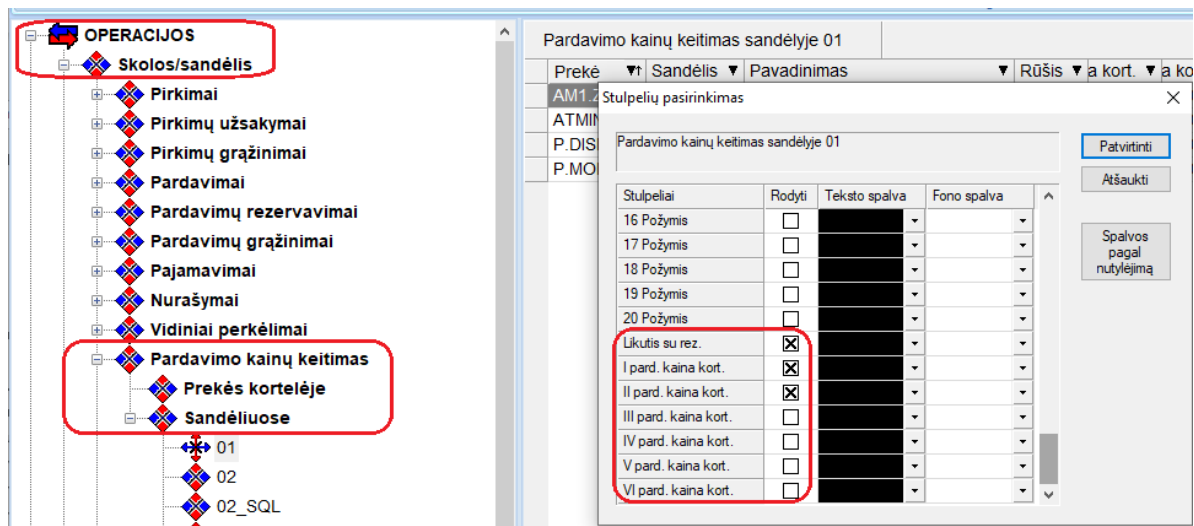 OPERACIJOS
Skolos/sandėlis
Pirkimai
Pirkimų užsakymai
Pirkimų grąžinimai
Pardavimai
Pardavimų rezervavimai
Pardavimų grąžinimai
Pajamavimai
Nurašymai
Vidiniai perkėlimai
Pardavimo kainų keitimas
Prekės kortelėje
Sandėliuose
01
02
02_SQL
Pardavimo kainų keitimas sandėlyje 01
Prekė Sandėlis Pavadinimas Rūšis a kort. a ko
AM1.Z
ATMIN
P.DIS
P.MO
Stulpelių pasirinkimas
Pardavimo kainų keitimas sandėlyje 01
Patvirtinti
Atšaukti
Spalvos
pagal
nutylėjimą
Stulpeliai Rodyti Teksto spalva Fono spalva
16 Požymis
17 Požymis
18 Požymis
19 Požymis
20 Požymis
Likutis su rez.
I pard. kaina kort.
II pard. kaina kort.
III pard. kaina kort.
IV pard. kaina kort.
V pard. kaina kort.
VI pard. kaina kort.